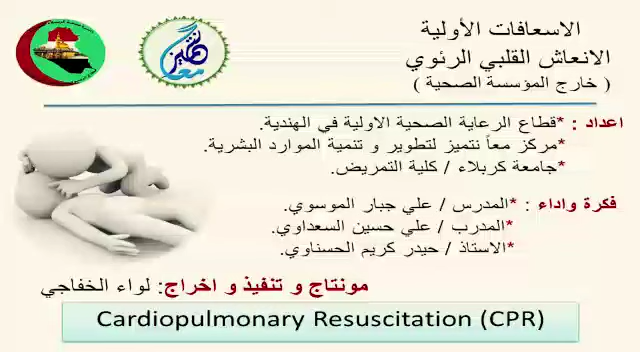 الاسعافات الأولية
الانعاش القلبي الرئوي
( خارج المؤسسة الصحية )
اعداد : *قطاع الرعاية الصحية الاولية في الهندية.
*مركز معاً نتميز لتطوير و تنمية الموارد البشرية.
*جامعة كربلاء / كلية التمريض.
فكرة واداء : *المدرس / علي جبار الموسوي.
*المدرب / علي حسين السعداوي.
*الاستاذ / حيدر كريم الحسناوي.
مونتاج و تنفيذ و اخراج: لواء الخفاجي
Cardiopulmonary Resuscitation (CPR)